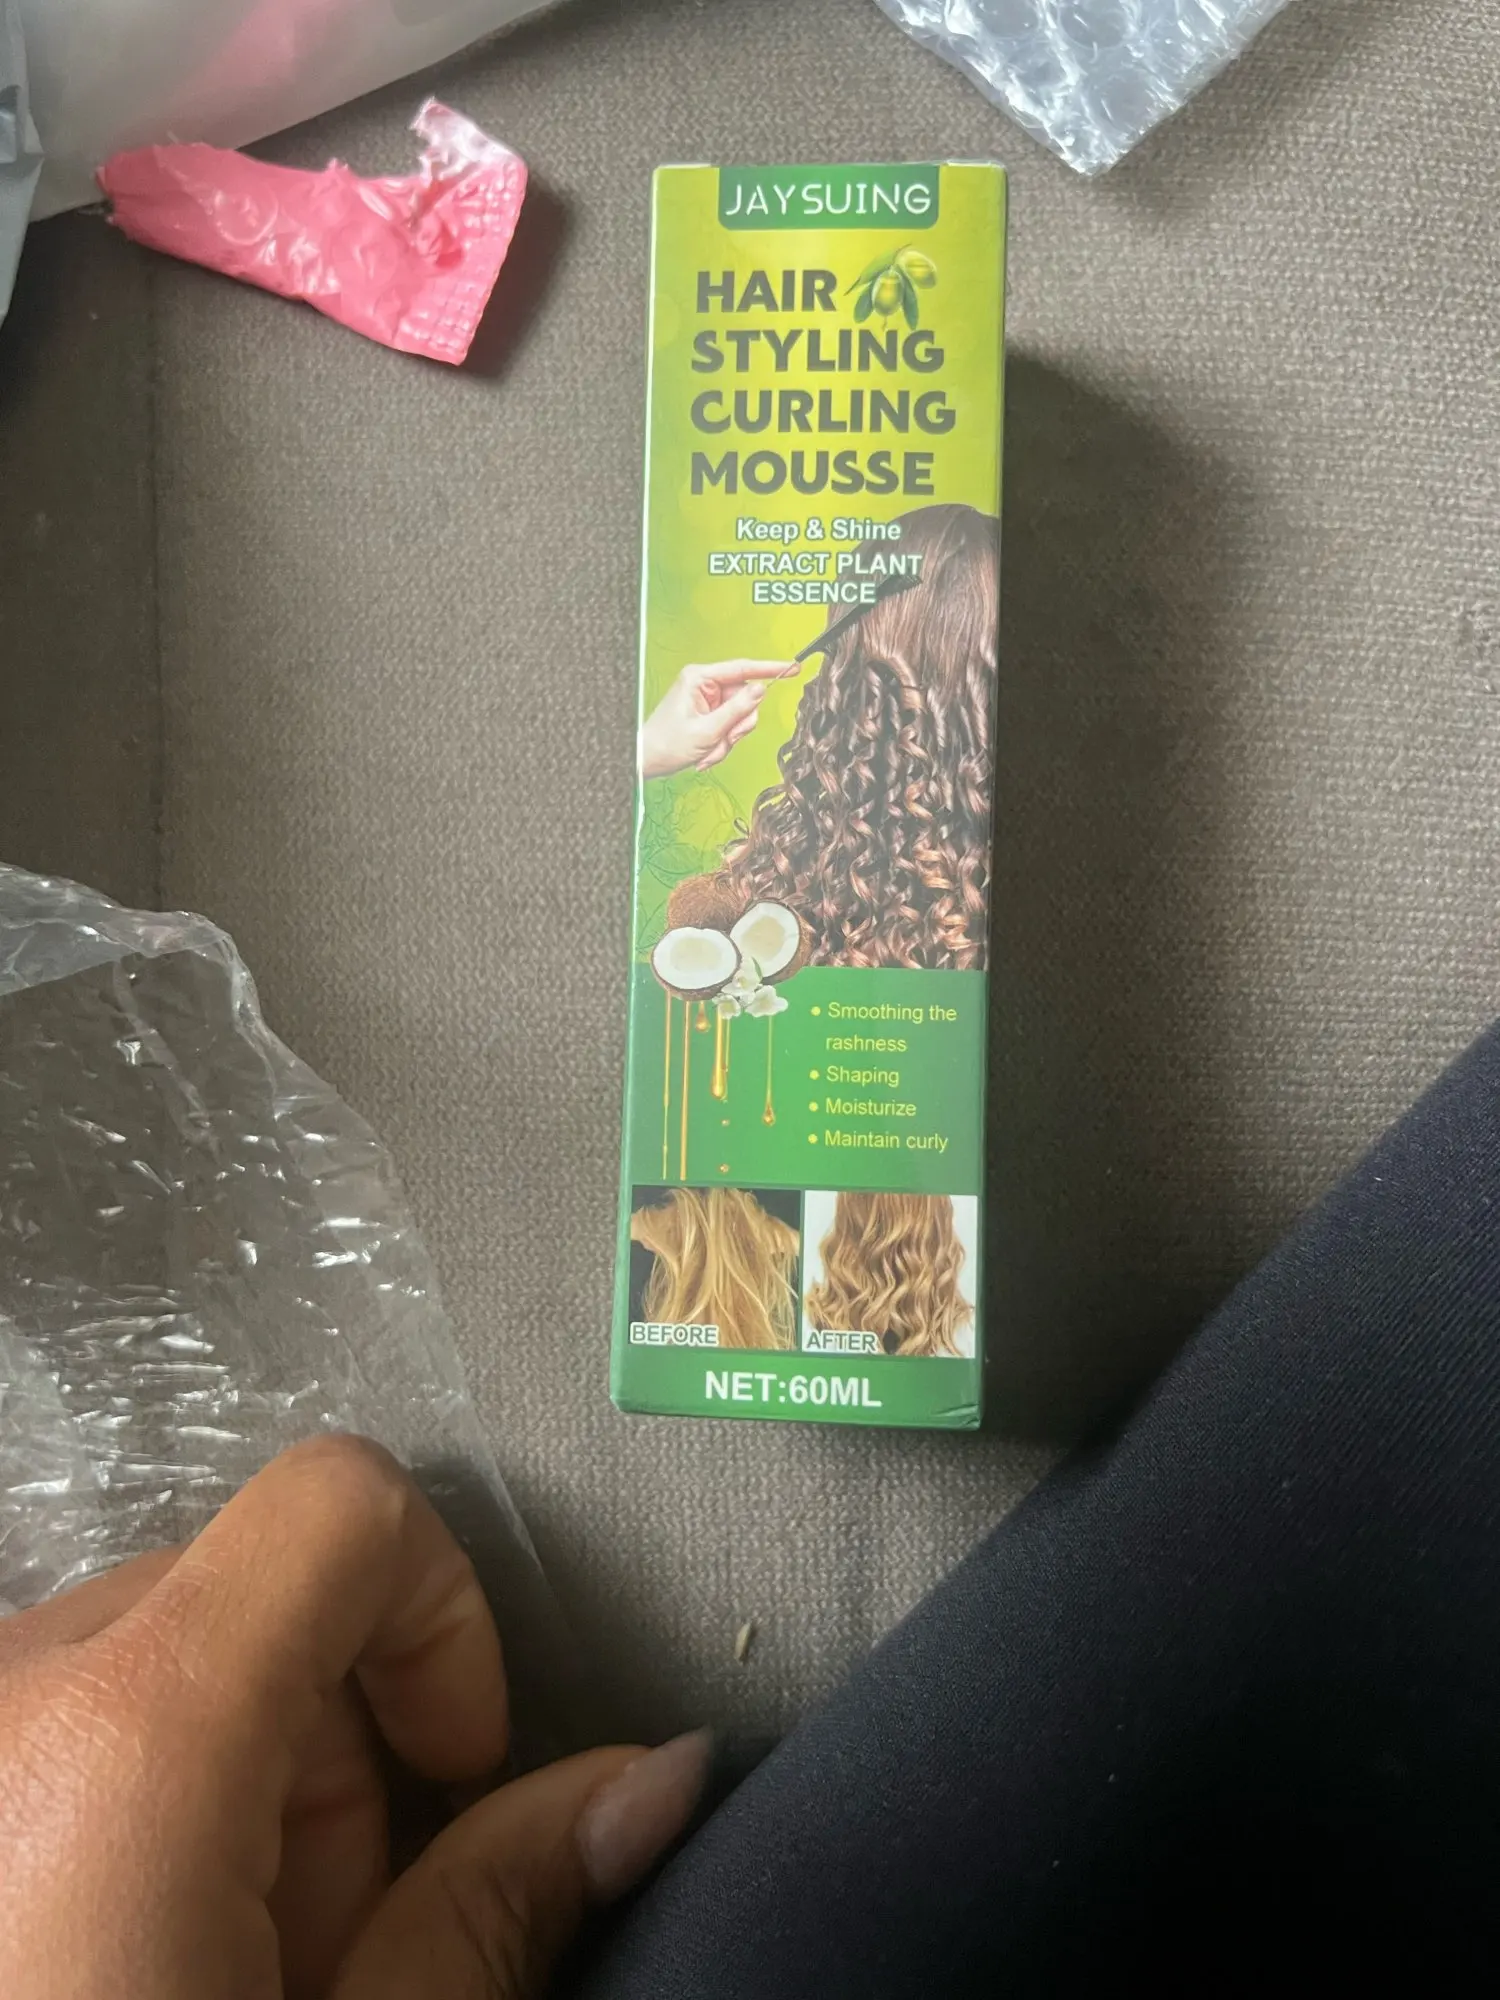 JAYSUING
HAIR
STYLING
CURLING
MOUSSE
Keep & Shine
EXTRACT PLANT
ESSENCE
• Smoothing the
rashness
• Shaping
• Moisturize
• Maintain curly
BEFORE
AFTER
NET:60ML